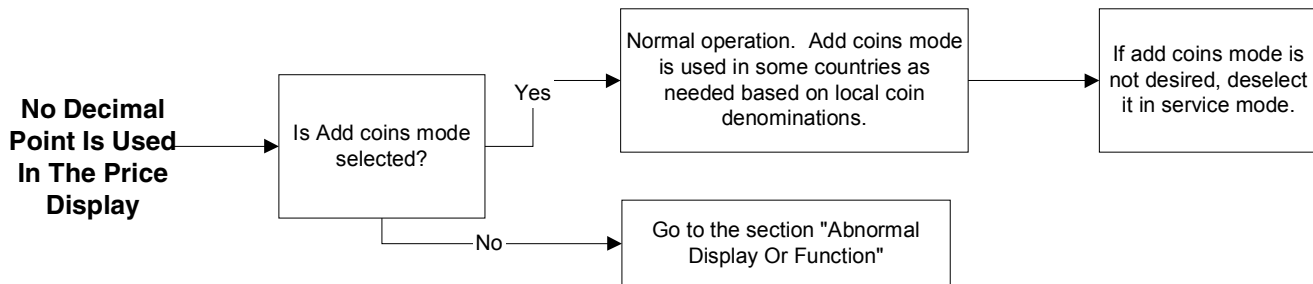 No Decimal
Point Is Used
In The Price
Display
Is Add coins mode
selected?
Yes
Normal operation.  Add coins mode
is used in some countries as
needed based on local coin
denominations.
If add coins mode is
not desired, deselect
it in service mode.
No
Go to the section "Abnormal
Display Or Function"